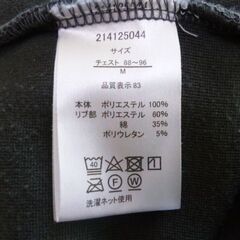 214125044
サイズ
チェスト 88〜96
M
品質表示 83
本体 ポリエステル 100%
リブ部 ポリエステル 60%
綿 35%
ポリウレタン 5%
40
F W
洗濯ネット使用